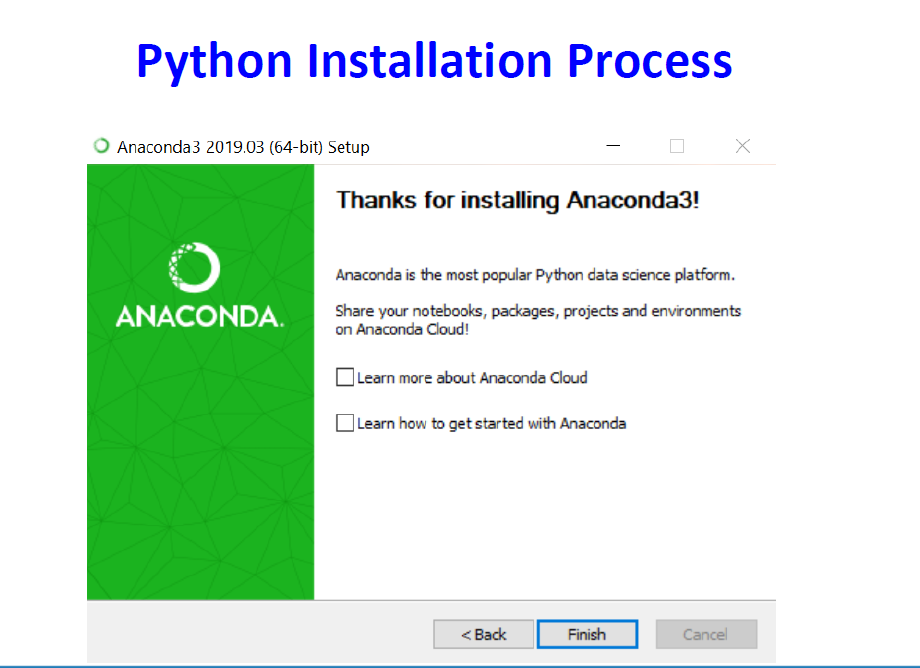 Python Installation Process
Anaconda3 2019.03 (64-bit) Setup
ANACONDA.
Thanks for installing Anaconda3!
Anaconda is the most popular Python data science platform.
Share your notebooks, packages, projects and environments
on Anaconda Cloud!
Learn more about Anaconda Cloud
Learn how to get started with Anaconda
< Back
Finish
Cancel